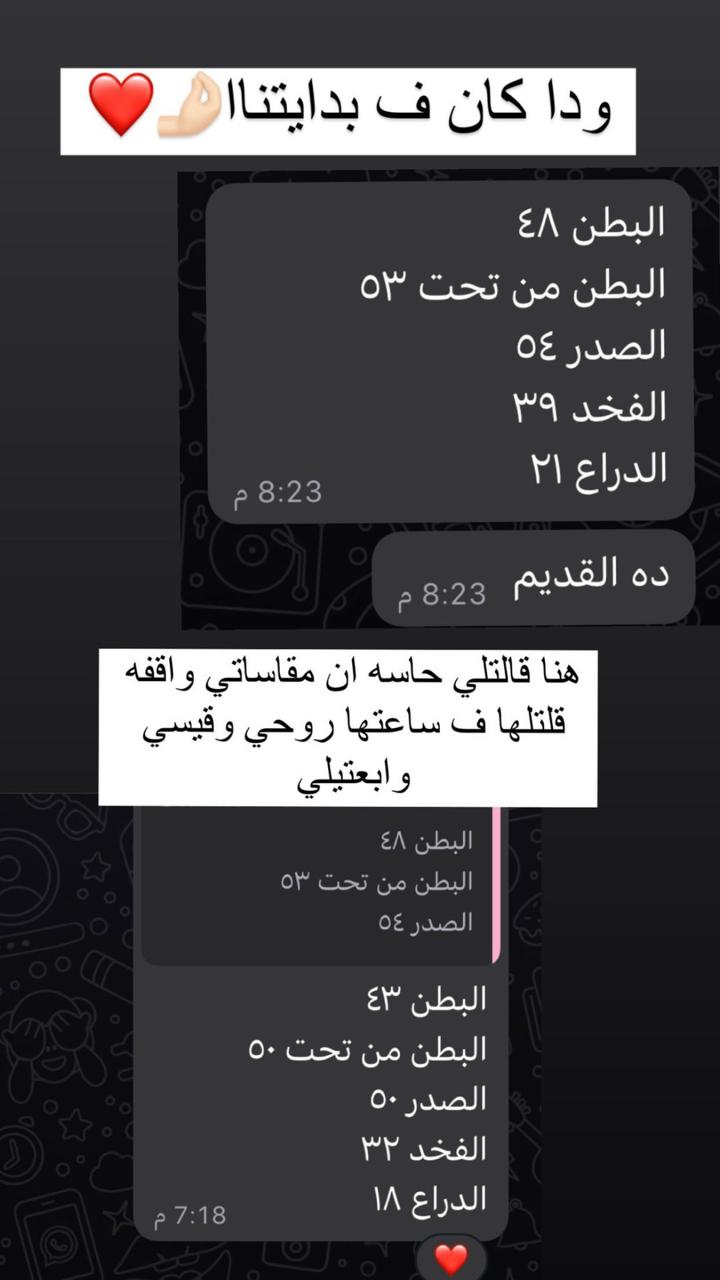 ودا كان ف بدايتناا🤌🏻❤️
البطن ٤٨
البطن من تحت ٥٣
الصدر ٥٤
الفخد ٣٩
الدراع ٢١
8:23 م
ده القديم
8:23 م
هنا قالتلي حاسه ان مقاساتي واقفه
قلتلها ف ساعتها روحي وقيسي
وابعتيلي
البطن ٤٨
البطن من تحت ٥٣
الصدر ٥٤
البطن ٤٣
البطن من تحت ٥٠
الصدر ٥٠
الفخد ٣٢
الدراع ١٨
7:18 م
❤️